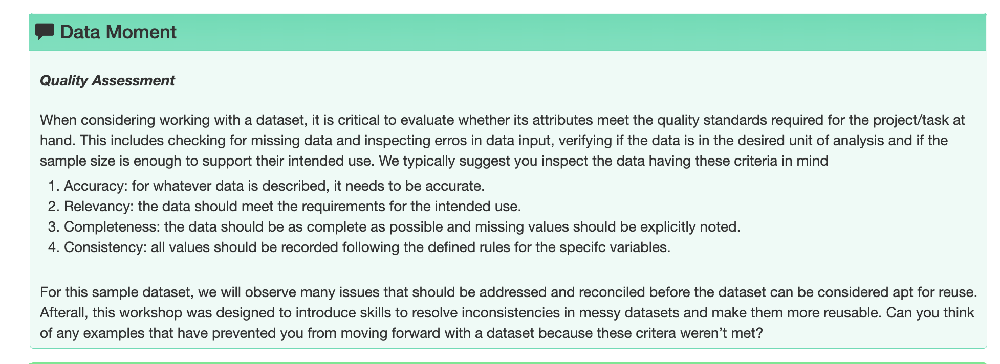 Data Moment
Quality Assessment
When considering working with a dataset, it is critical to evaluate whether its attributes meet the quality standards required for the project/task at
hand. This includes checking for missing data and inspecting erros in data input, verifying if the data is in the desired unit of analysis and if the
sample size is enough to support their intended use. We typically suggest you inspect the data having these criteria in mind
1. Accuracy: for whatever data is described, it needs to be accurate.
2. Relevancy: the data should meet the requirements for the intended use.
3. Completeness: the data should be as complete as possible and missing values should be explicitly noted.
4. Consistency: all values should be recorded following the defined rules for the specifc variables.
For this sample dataset, we will observe many issues that should be addressed and reconciled before the dataset can be considered apt for reuse.
Afterall, this workshop was designed to introduce skills to resolve inconsistencies in messy datasets and make them more reusable. Can you think
of any examples that have prevented you from moving forward with a dataset because these critera weren’t met?